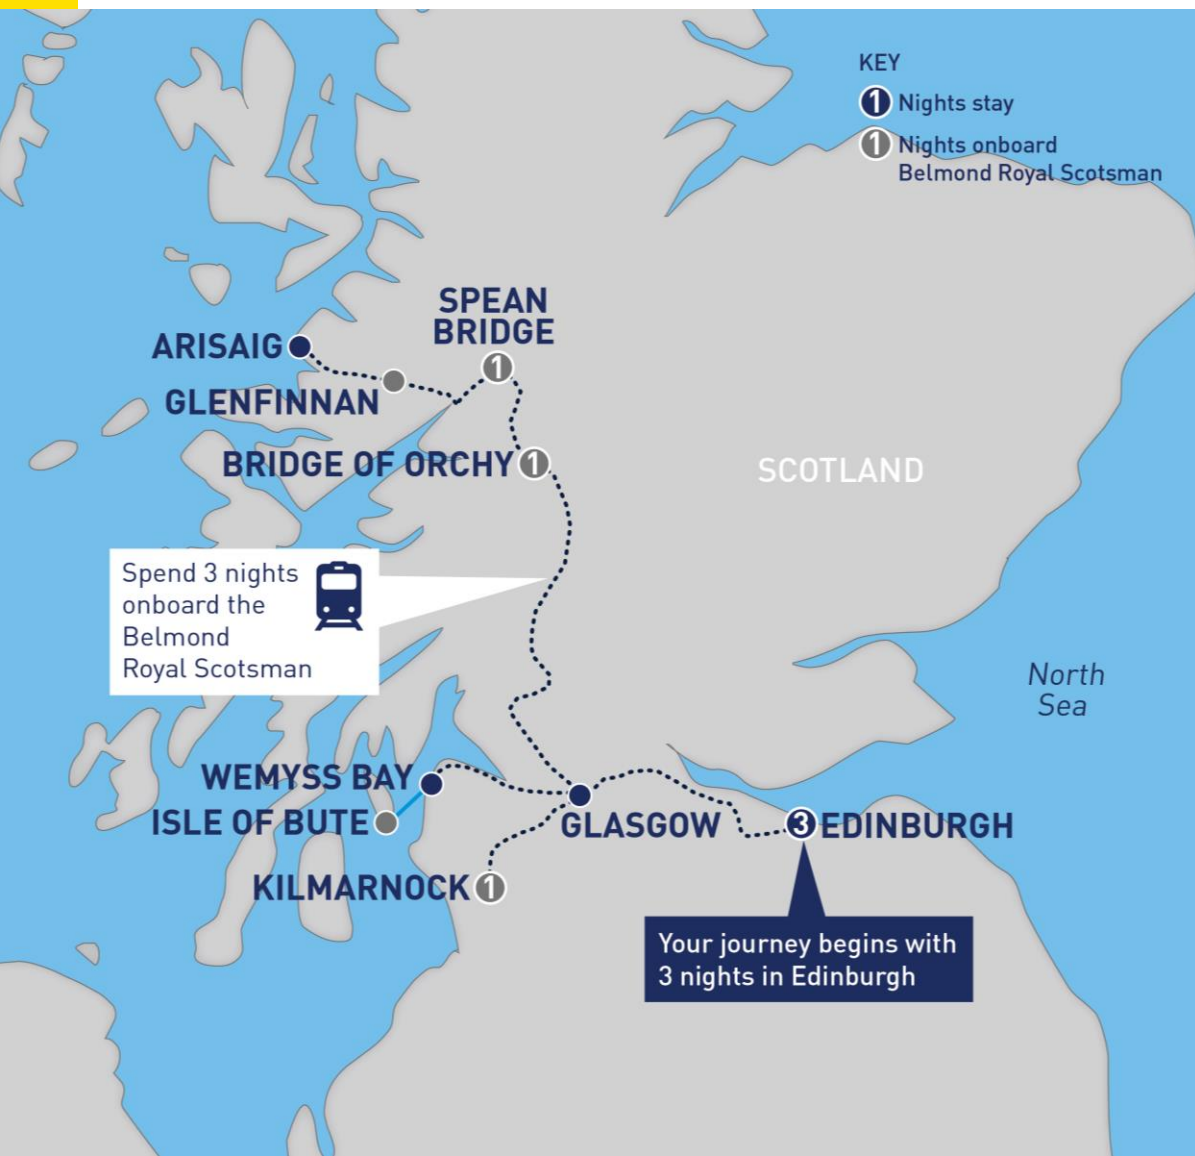 KEY
1 Nights stay
1 Nights onboard
Belmond Royal Scotsman
SPEAN
BRIDGE
1
ARISAIG
GLENFINNAN
BRIDGE OF ORCHY 1
SCOTLAND
Spend 3 nights
onboard the
Belmond
Royal Scotsman
North
Sea
WEMYSS BAY
ISLE OF BUTE
GLASGOW
3 EDINBURGH
KILMARNOCK 1
Your journey begins with
3 nights in Edinburgh